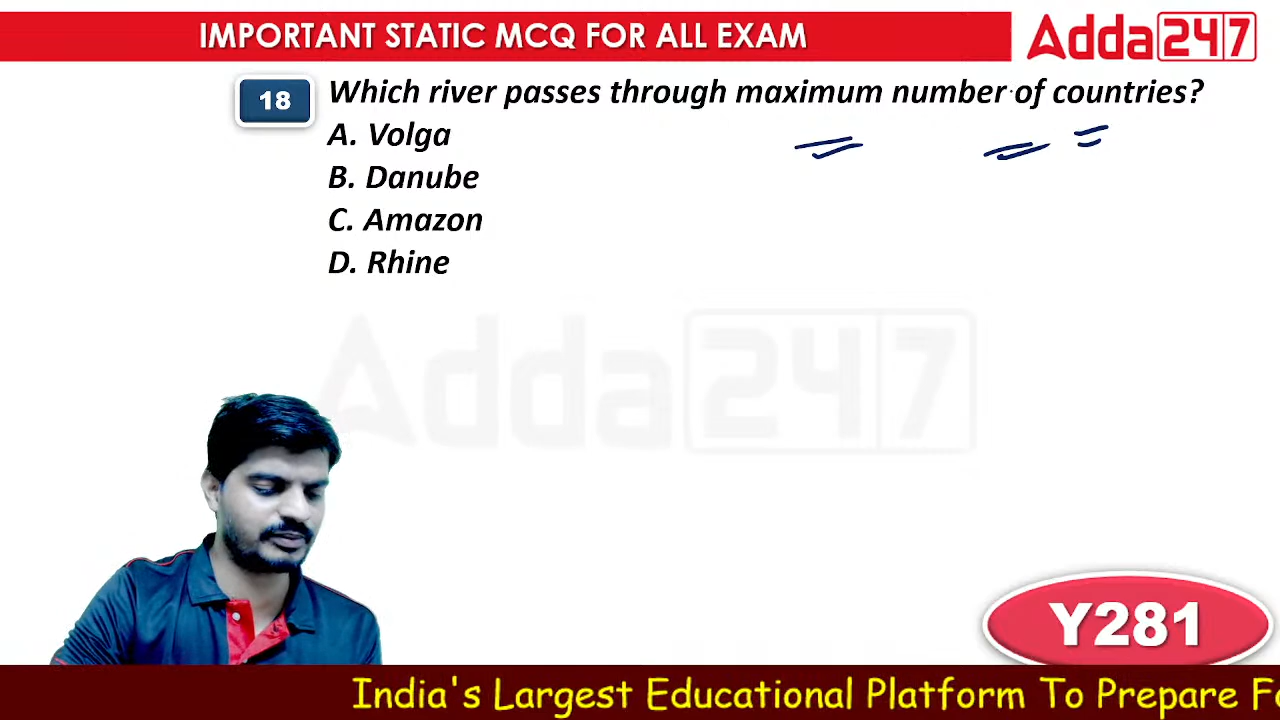 IMPORTANT STATIC MCQ FOR ALL EXAM
Adda247
18
Which river passes through maximum number of countries?
A. Volga
B. Danube
C. Amazon
D. Rhine
Adda247
Y281
India's Largest Educational Platform To Prepare F